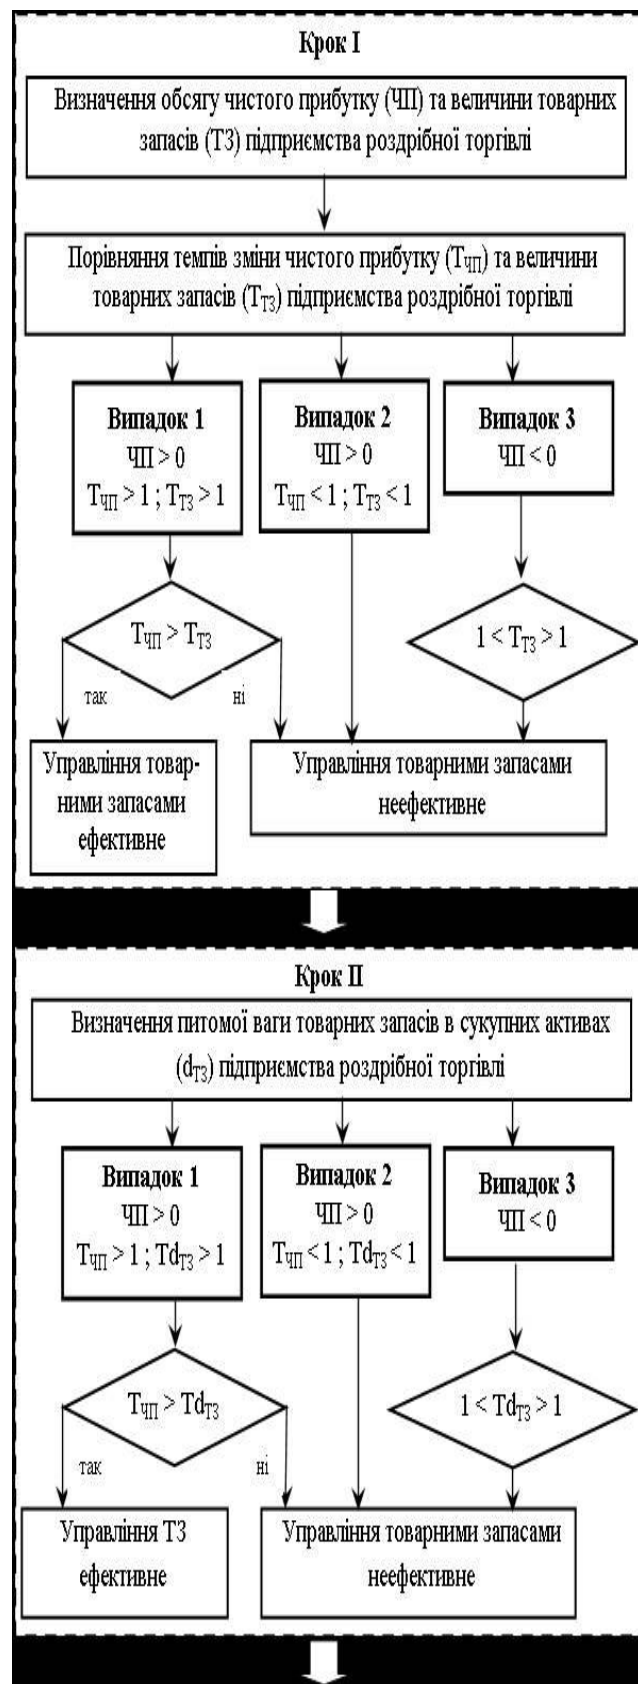 Крок I
Визначення обсягу чистого прибутку (ЧП) та величини товарних
запасів (ТЗ) підприємства роздрібної торгівлі
Порівняння темпів зміни чистого прибутку (ТЧП) та величини
товарних запасів (ТТЗ) підприємства роздрібної торгівлі
Випадок 1
ЧП > 0
ТЧП > 1 ; ТТЗ > 1
Випадок 2
ЧП > 0
ТЧП < 1 ; ТТЗ < 1
Випадок 3
ЧП < 0
ТЧП > ТТЗ
1 < ТТЗ > 1
так
ні
Управління товар-
ними запасами
ефективне
Управління товарними запасами
неефективне
Крок II
Визначення питомої ваги товарних запасів в сукупних активах
(dТЗ) підприємства роздрібної торгівлі
Випадок 1
ЧП > 0
ТЧП > 1 ; ТdТЗ > 1
Випадок 2
ЧП > 0
ТЧП < 1 ; ТdТЗ < 1
Випадок 3
ЧП < 0
ТЧП > ТdТЗ
1 < ТdТЗ > 1
так
ні
Управління ТЗ
ефективне
Управління товарними запасами
неефективне